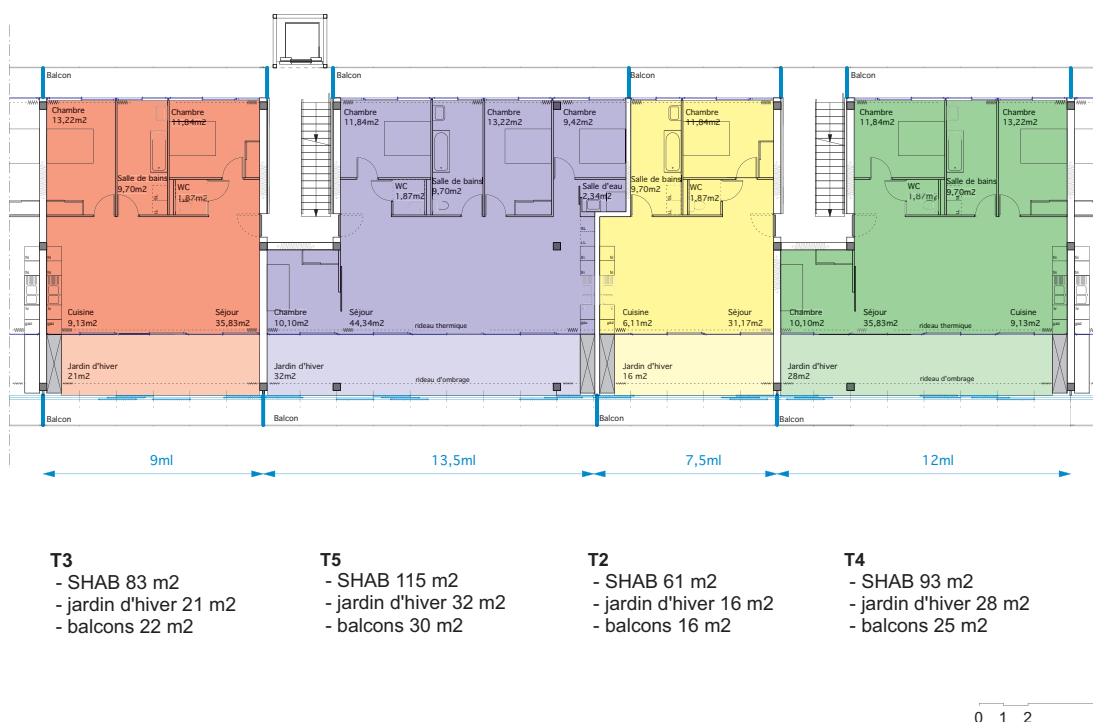 Balcon
Balcon
Balcon
Balcon
Chambre
13,22m2
Chambre
11,84m2
Salle de bains
9,70m2
WC
1,87m2
Cuisine
9,13m2
Séjour
35,83m2
Jardin d'hiver
21m2
Chambre
11,84m2
Chambre
13,22m2
Chambre
9,42m2
WC
1,87m2
Salle de bains
9,70m2
Salle d'eau
2,34m2
Chambre
10,10m2
Séjour
44,34m2
rideau thermique
Jardin d'hiver
32m2
rideau d'ombrage
Chambre
11,84m2
Salle de bains
9,70m2
WC
1,87m2
Cuisine
6,11m2
Séjour
31,17m2
Jardin d'hiver
16 m2
Chambre
11,84m2
Chambre
13,22m2
WC
1,87m2
Salle de bains
9,70m2
Chambre
10,10m2
Séjour
35,83m2
rideau thermique
Cuisine
9,13m2
Jardin d'hiver
28m2
rideau d'ombrage
gaz
gaz
gaz
gaz
gaz
gaz
Balcon
Balcon
Balcon
Balcon
9ml
13,5ml
7,5ml
12ml
T3
- SHAB 83 m2
- jardin d'hiver 21 m2
- balcons 22 m2
T5
- SHAB 115 m2
- jardin d'hiver 32 m2
- balcons 30 m2
T2
- SHAB 61 m2
- jardin d'hiver 16 m2
- balcons 16 m2
T4
- SHAB 93 m2
- jardin d'hiver 28 m2
- balcons 25 m2
0 1 2